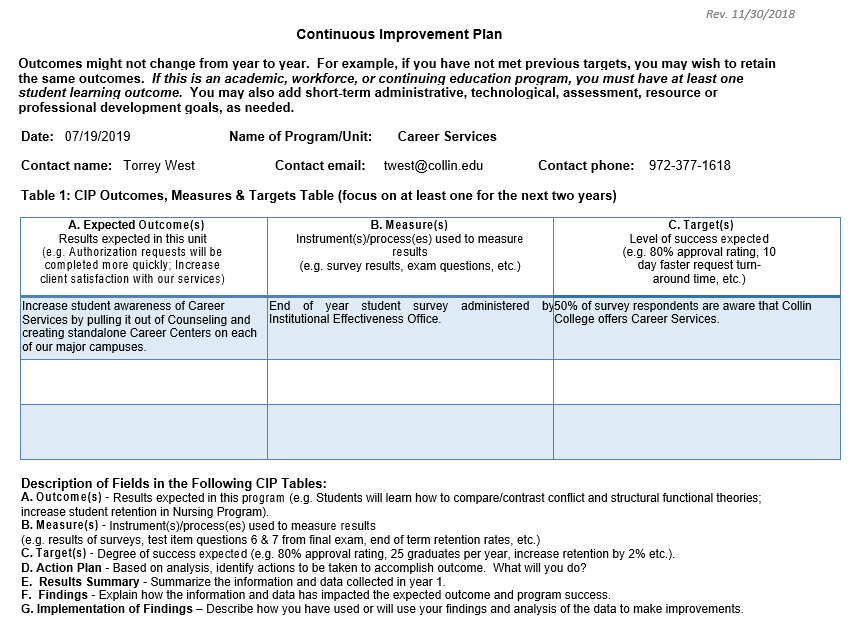 Rev. 11/30/2018
Continuous Improvement Plan
Outcomes might not change from year to year. For example, if you have not met previous targets, you may wish to retain
the same outcomes. If this is an academic, workforce, or continuing education program, you must have at least one
student learning outcome. You may also add short-term administrative, technological, assessment, resource or
professional development goals, as needed.
Date: 07/19/2019 Name of Program/Unit: Career Services
Contact name: Torrey West Contact email: twest@collin.edu Contact phone: 972-377-1618
Table 1: CIP Outcomes, Measures & Targets Table (focus on at least one for the next two years)
A. Expected Outcome(s)
Results expected in this unit
(e.g. Authorization requests will be
completed more quickly; Increase
client satisfaction with our services)
B. Measure(s)
Instrument(s)/process(es) used to measure
results
(e.g. survey results, exam questions, etc.)
C. Target(s)
Level of success expected
(e.g. 80% approval rating, 10
day faster request turn-
around time, etc.)
Increase student awareness of Career
Services by pulling it out of Counseling and
creating standalone Career Centers on each
of our major campuses.
End of year student survey administered by
Institutional Effectiveness Office.
50% of survey respondents are aware that Collin
College offers Career Services.
Description of Fields in the Following CIP Tables:
A. Outcome(s) - Results expected in this program (e.g. Students will learn how to compare/contrast conflict and structural functional theories;
increase student retention in Nursing Program).
B. Measure(s) - Instrument(s)/process(es) used to measure results
(e.g. results of surveys, test item questions 6 & 7 from final exam, end of term retention rates, etc.)
C. Target(s) - Degree of success expected (e.g. 80% approval rating, 25 graduates per year, increase retention by 2% etc.).
D. Action Plan - Based on analysis, identify actions to be taken to accomplish outcome. What will you do?
E. Results Summary - Summarize the information and data collected in year 1.
F. Findings - Explain how the information and data has impacted the expected outcome and program success.
G. Implementation of Findings – Describe how you have used or will use your findings and analysis of the data to make improvements.